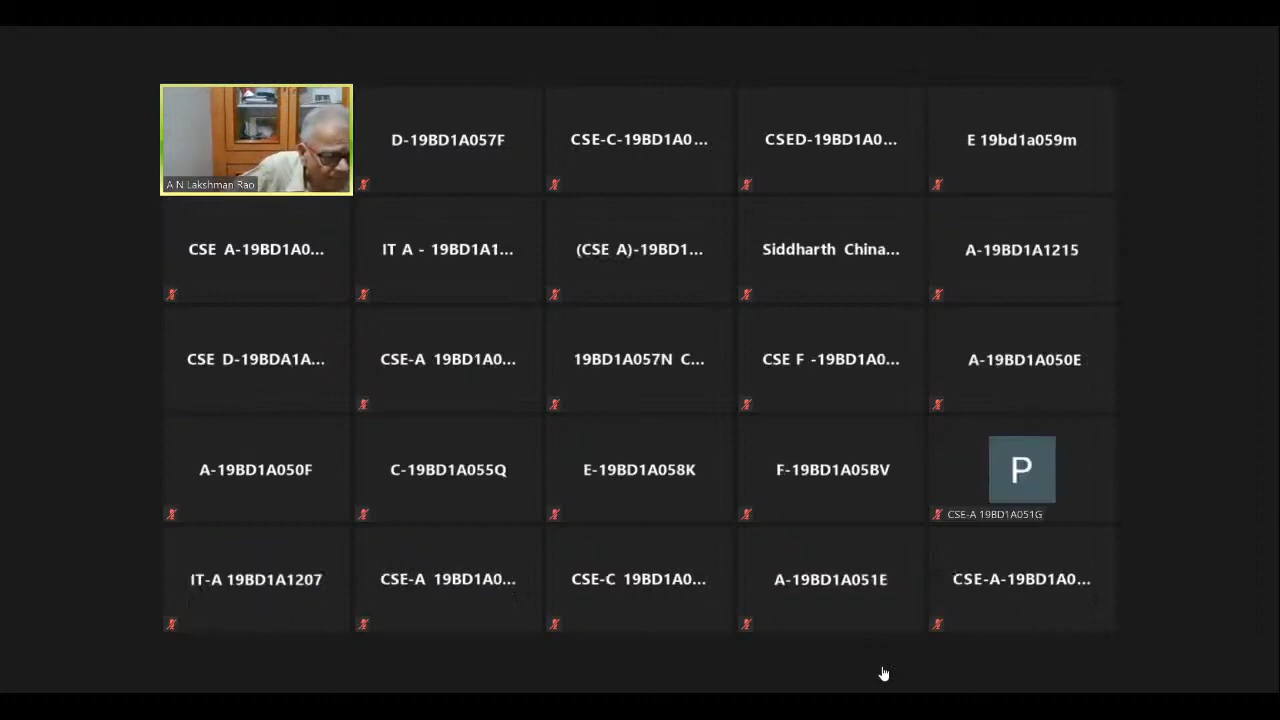 A N Lakshman Rao
D-19BD1A057F
CSE-C-19BD1A0...
CSED-19BD1A0...
E 19bd1a059m
CSE A-19BD1A0...
IT A - 19BD1A1...
(CSE A)-19BD1...
Siddharth China...
A-19BD1A1215
CSE D-19BDA1A...
CSE-A 19BD1A0...
19BD1A057N C...
CSE F -19BD1A0...
A-19BD1A050E
A-19BD1A050F
C-19BD1A055Q
E-19BD1A058K
F-19BD1A05BV
P
CSE-A 19BD1A051G
IT-A 19BD1A1207
CSE-A 19BD1A0...
CSE-C 19BD1A0...
A-19BD1A051E
CSE-A-19BD1A0...